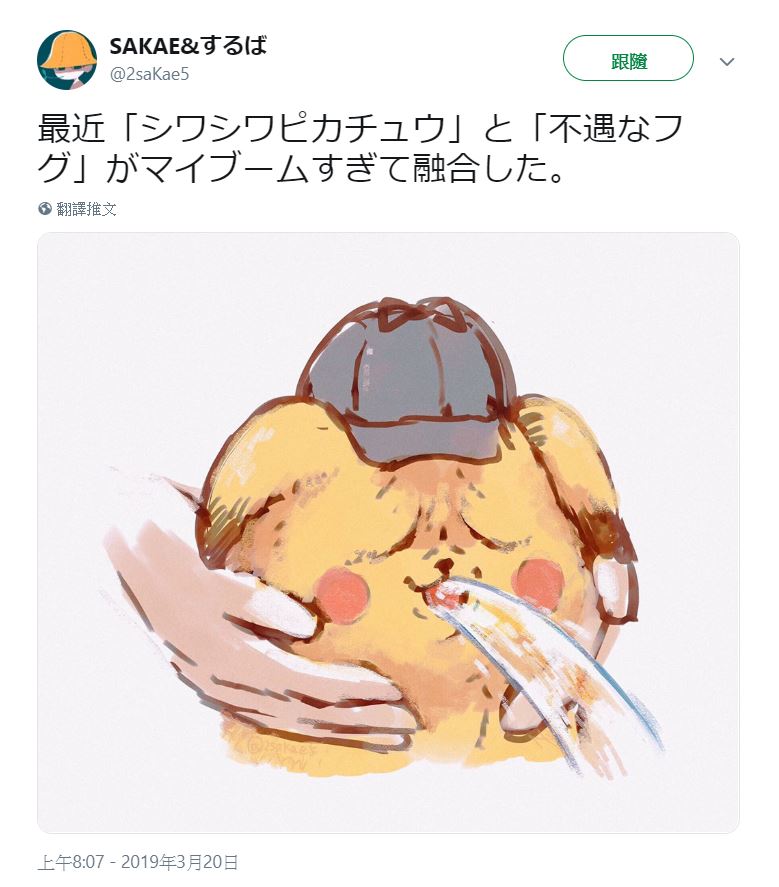 SAKAE&するば
@2saKae5
跟隨
最近「シワシワピカチュウ」と「不遇なフ
グ」がマイブームすぎて融合した。
翻譯推文
@2saKae5
上午8:07 - 2019年3月20日